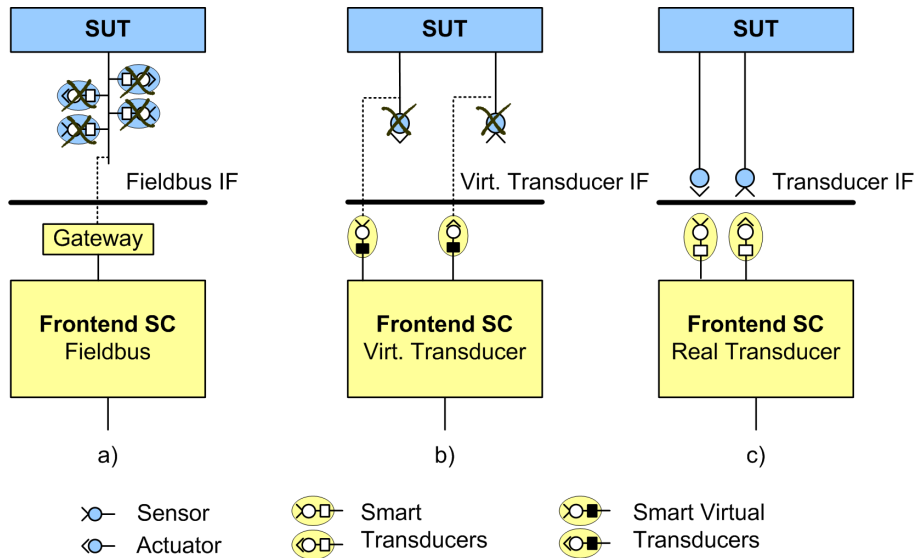 SUT
SUT
SUT
Fieldbus IF
Virt. Transducer IF
Transducer IF
Gateway
Frontend SC
Fieldbus
Frontend SC
Virt. Transducer
Frontend SC
Real Transducer
a)
b)
c)
Sensor
Actuator
Smart
Transducers
Smart Virtual
Transducers